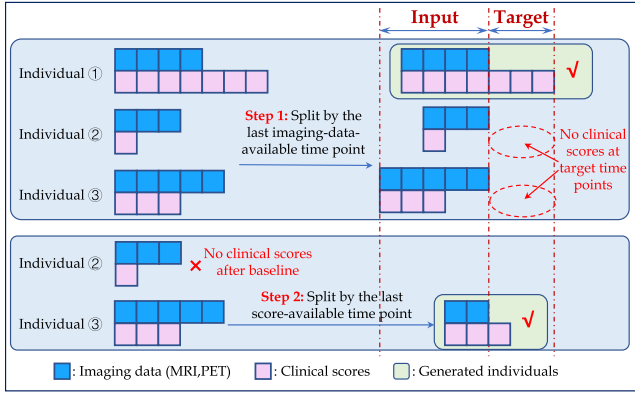 Input Target
Individual ①
√
Individual ②
Step 1: Split by the
last imaging-data-
available time point
No clinical
scores at
target time
points
Individual ③
Individual ②
× No clinical scores
after baseline
Individual ③
Step 2: Split by the last
score-available time point
√
: Imaging data (MRI,PET) : Clinical scores : Generated individuals